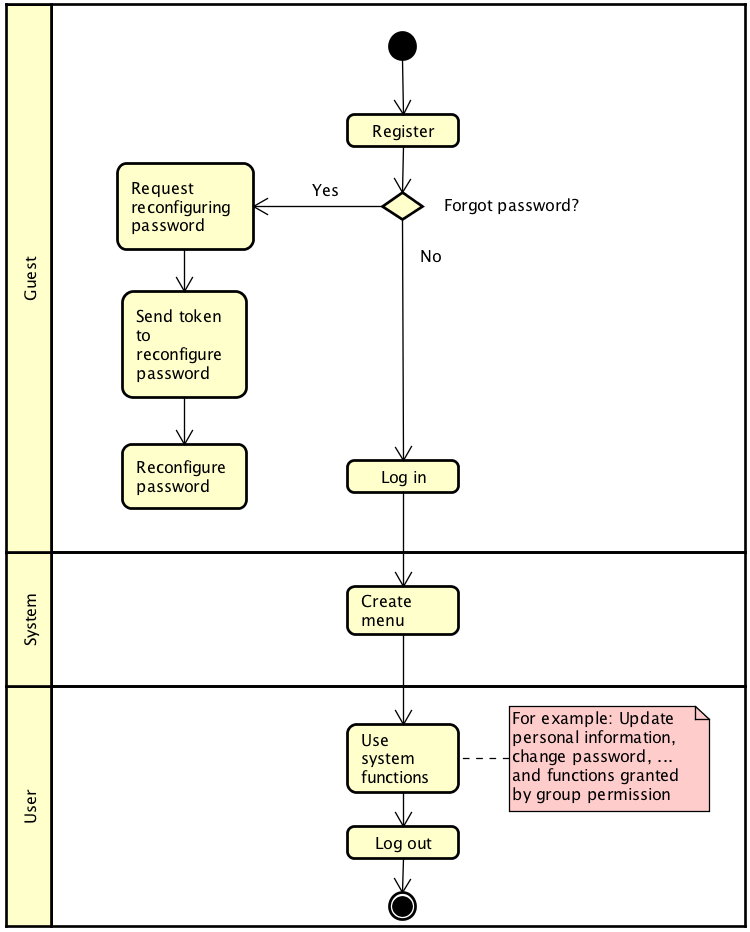 Guest
Register
Request
reconfiguring
password
Yes
Forgot password?
No
Send token
to
reconfigure
password
Reconfigure
password
Log in
System
Create
menu
User
Use
system
functions
For example: Update
personal information,
change password, ...
and functions granted
by group permission
Log out